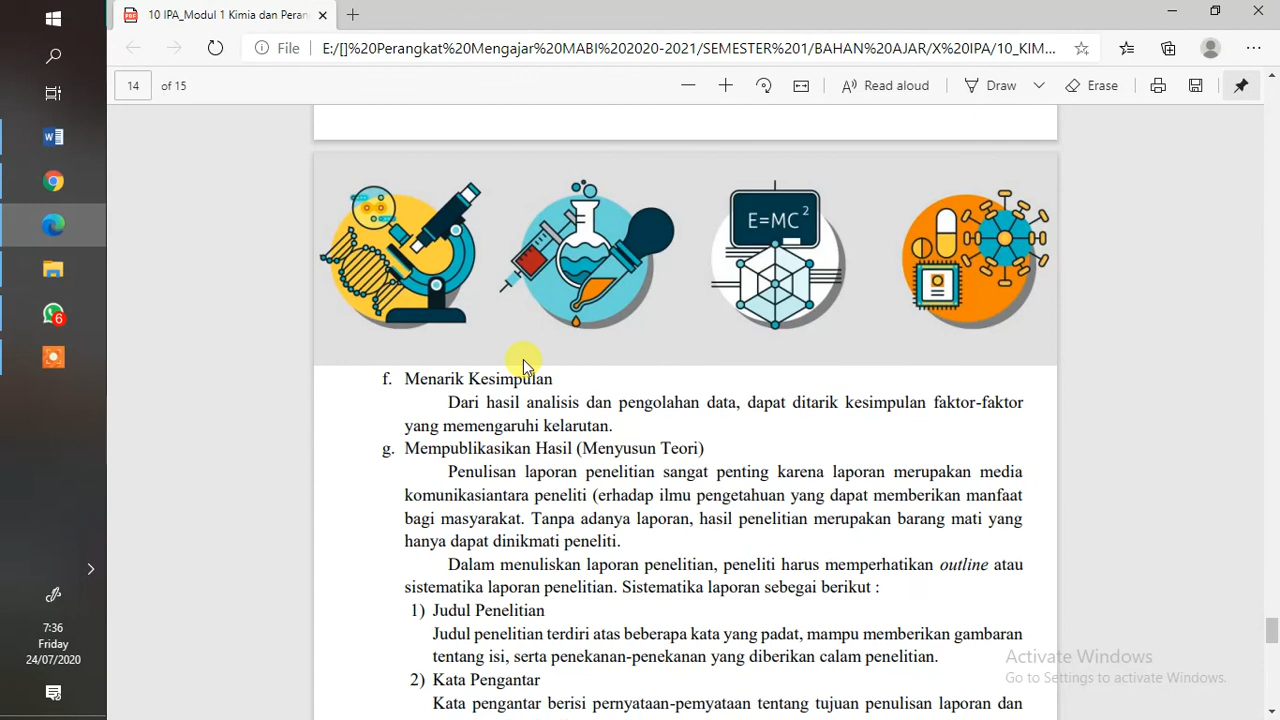 10 IPA_Modul 1 Kimia dan Peran
File
E:/[]%20Perangkat%20Mengajar%20MABI%202020-2021/SEMESTER%201/BAHAN%20AJAR/X%20IPA/10_KIM...
14 of 15
Read aloud
Draw
Erase
E=MC2
f. Menarik Kesimpulan
Dari hasil analisis dan pengolahan data, dapat ditarik kesimpulan faktor-faktor
yang memengaruhi kelarutan.
g. Mempublikasikan Hasil (Menyusun Teori)
Penulisan laporan penelitian sangat penting karena laporan merupakan media
komunikasiantara peneliti (erhadap ilmu pengetahuan yang dapat memberikan manfaat
bagi masyarakat. Tanpa adanya laporan, hasil penelitian merupakan barang mati yang
hanya dapat dinikmati peneliti.
Dalam menuliskan laporan penelitian, peneliti harus memperhatikan outline atau
sistematika laporan penelitian. Sistematika laporan sebegai berikut :
1) Judul Penelitian
Judul penelitian terdiri atas beberapa kata yang padat, mampu memberikan gambaran
tentang isi, serta penekanan-penekanan yang diberikan calam penelitian.
2) Kata Pengantar
Kata pengantar berisi pernyataan-pemyataan tentang tujuan penulisan laporan dan
Activate Windows
Go to Settings to activate Windows.
6
7:36
Friday
24/07/2020